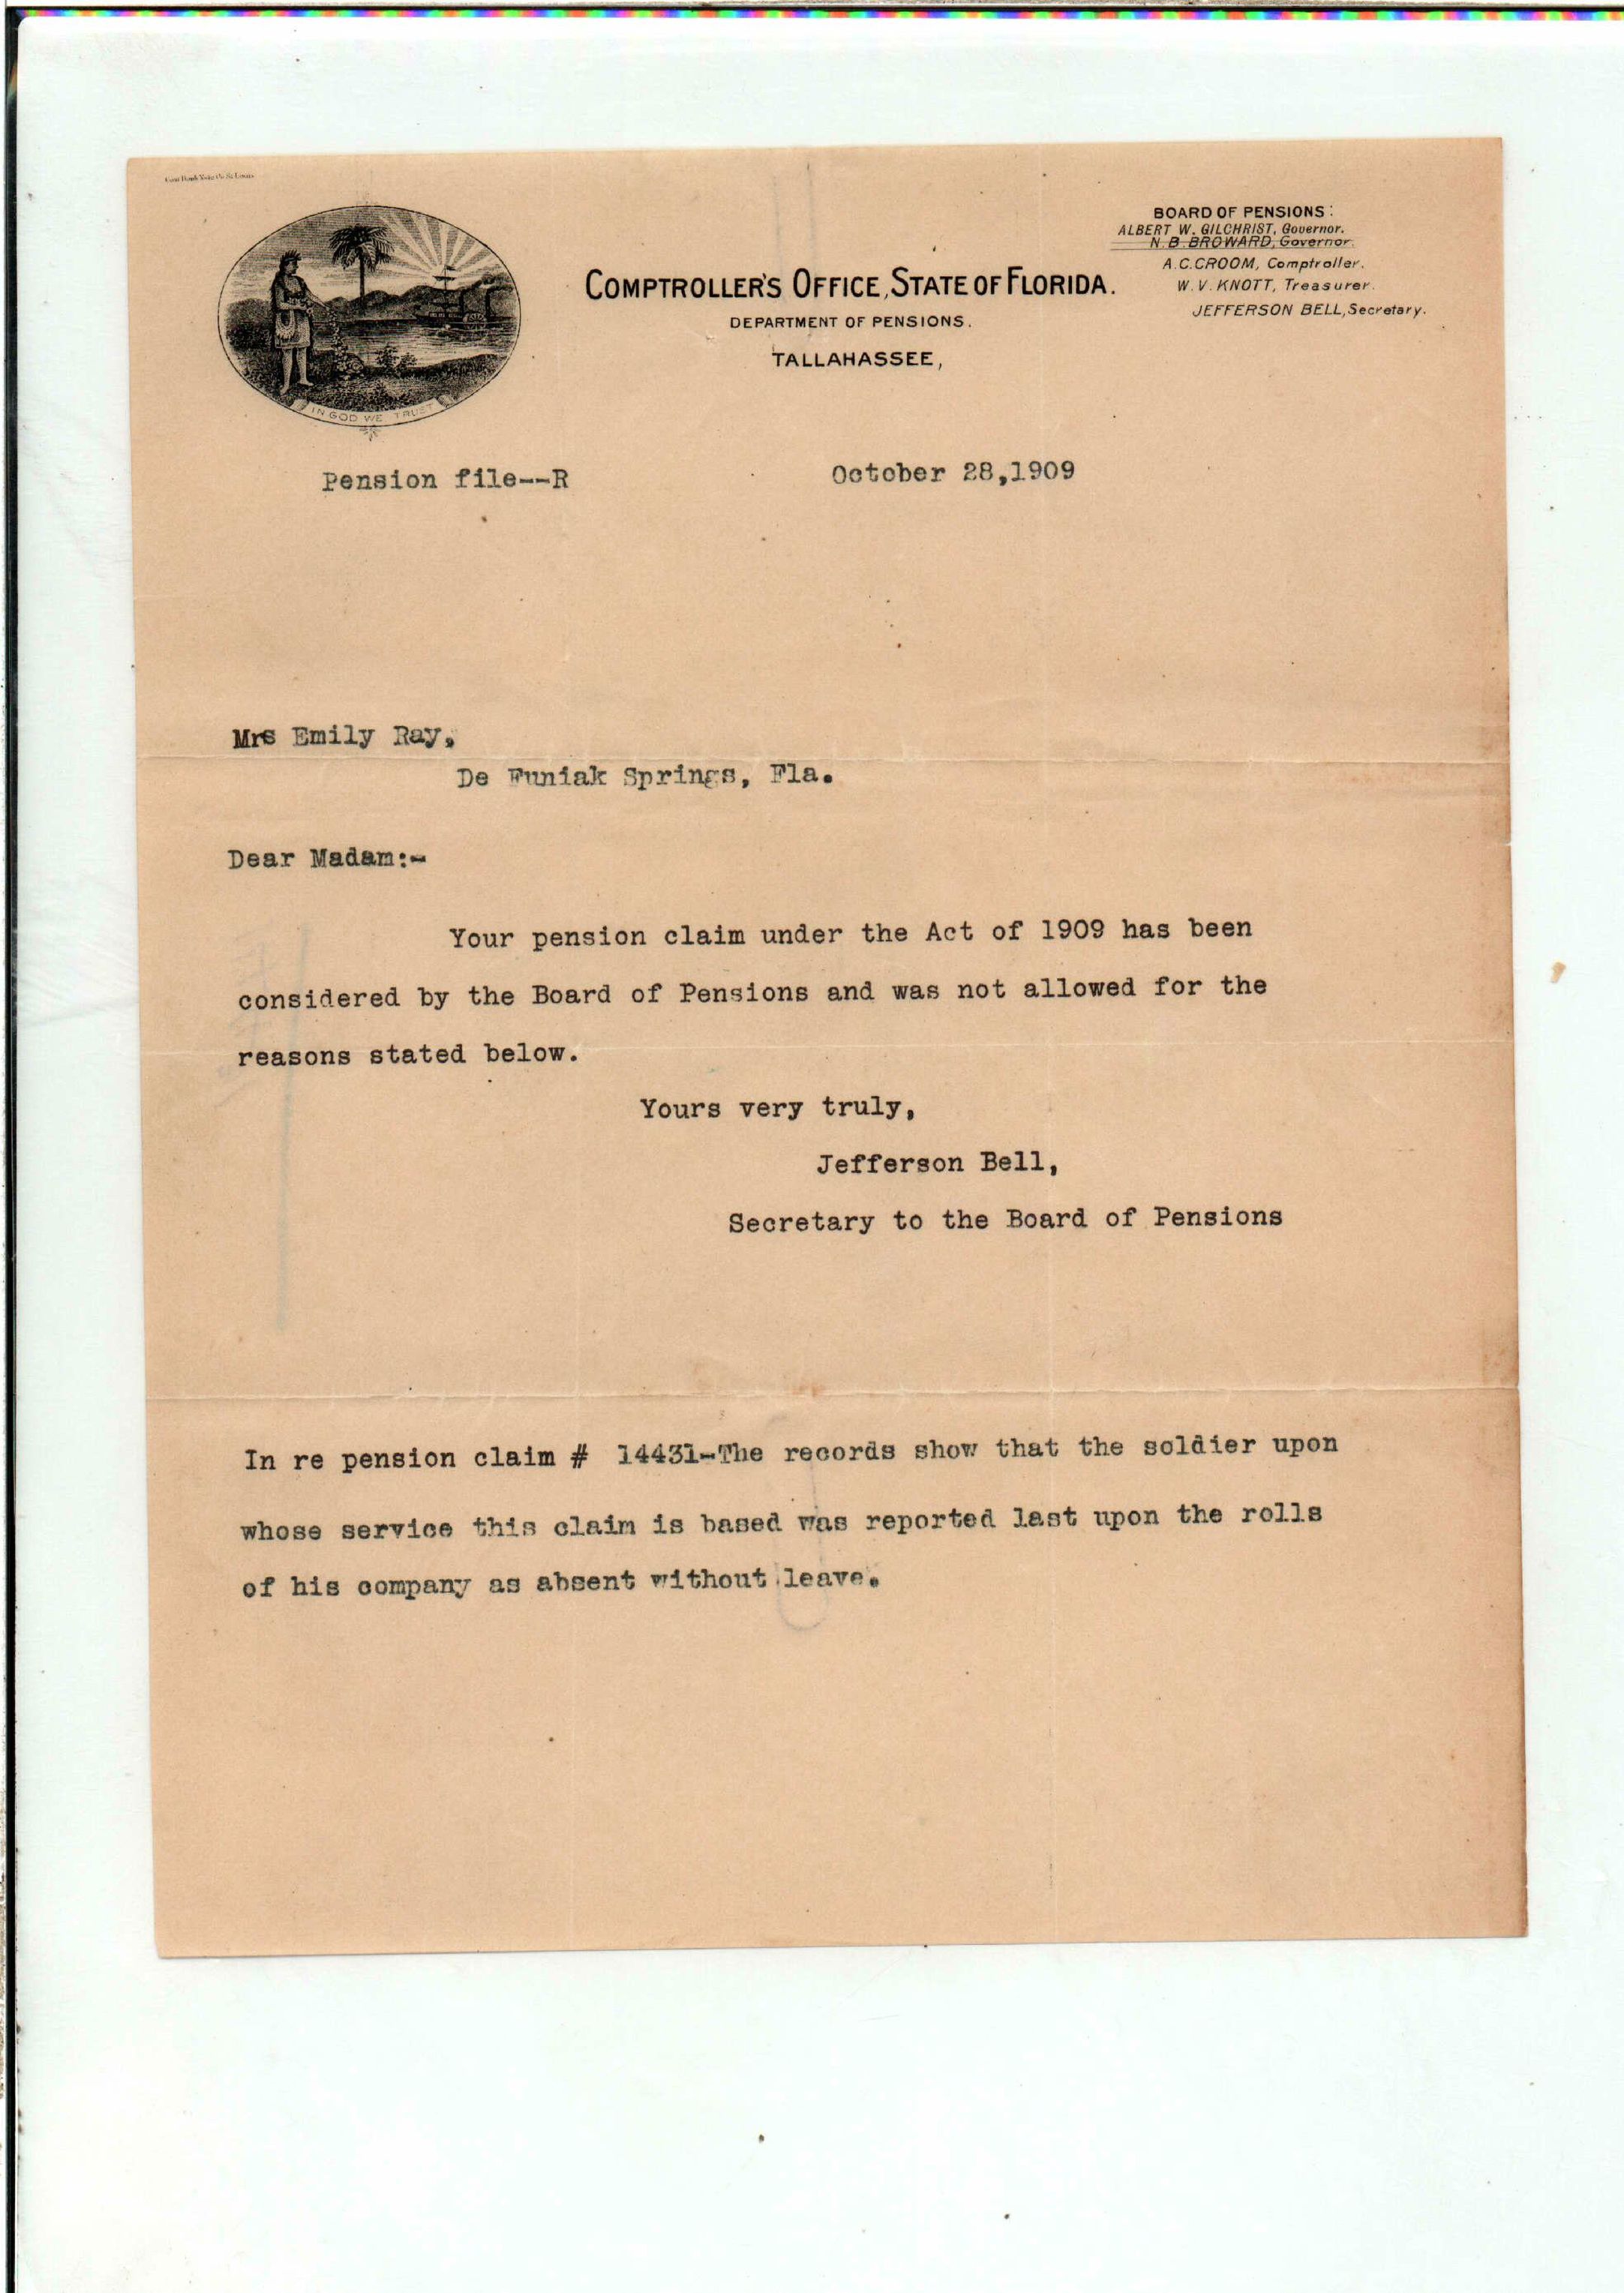 BOARD OF PENSIONS:
ALBERT W. GILCHRIST, Governor.
N. B. BROWARD, Governor.
A. C. CROOM, Comptroller.
W. V. KNOTT, Treasurer.
JEFFERSON BELL, Secretary.
COMPTROLLER'S OFFICE, STATE OF FLORIDA.
DEPARTMENT OF PENSIONS.
TALLAHASSEE,
IN GOD WE TRUST
Pension file--R October 28,1909
Mrs Emily Ray,
De Funiak Springs, Fla.
Dear Madam:-
Your pension claim under the Act of 1909 has been
considered by the Board of Pensions and was not allowed for the
reasons stated below.
Yours very truly,
Jefferson Bell,
Secretary to the Board of Pensions
In re pension claim # 14431-The records show that the soldier upon
whose service this claim is based was reported last upon the rolls
of his company as absent without leave.